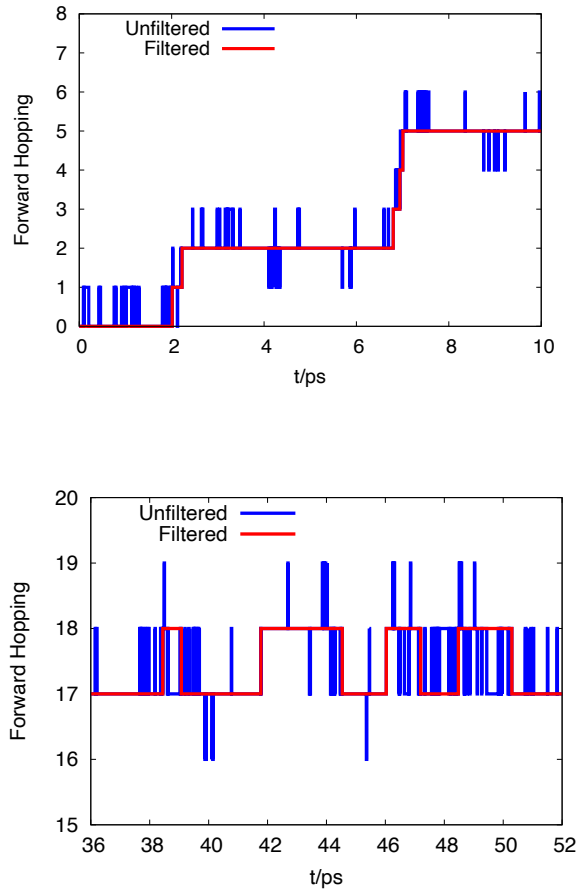 8
7
6
5
4
3
2
1
0
Forward Hopping
Unfiltered
Filtered
0 2 4 6 8 10
t/ps
20
19
18
17
16
15
Forward Hopping
Unfiltered
Filtered
36 38 40 42 44 46 48 50 52
t/ps